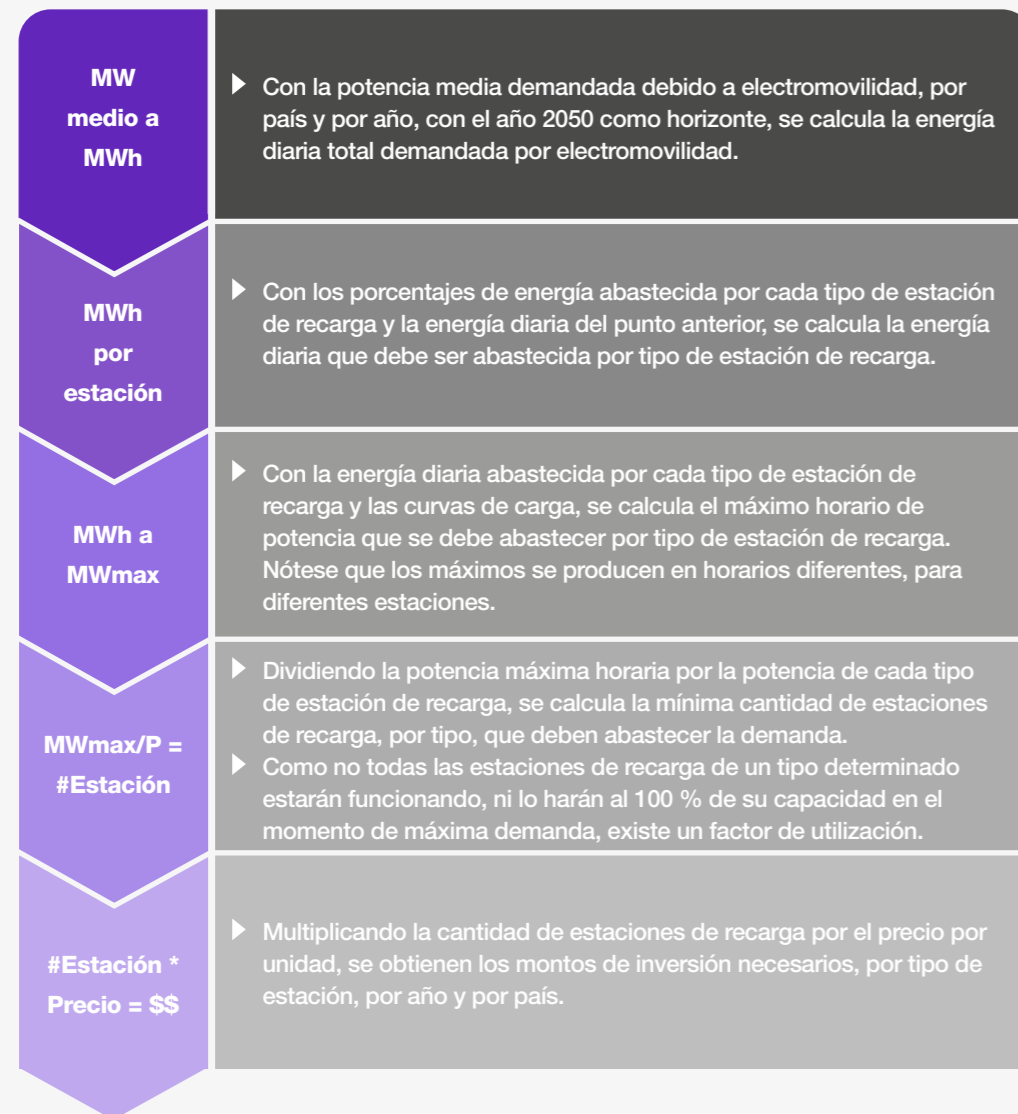 MW
medio a
MWh
▶ Con la potencia media demandada debido a electromovilidad, por
país y por año, con el año 2050 como horizonte, se calcula la energía
diaria total demandada por electromovilidad.
MWh
por
estación
▶ Con los porcentajes de energía abastecida por cada tipo de estación
de recarga y la energía diaria del punto anterior, se calcula la energía
diaria que debe ser abastecida por tipo de estación de recarga.
MWh a
MWmax
▶ Con la energía diaria abastecida por cada tipo de estación de
recarga y las curvas de carga, se calcula el máximo horario de
potencia que se debe abastecer por tipo de estación de recarga.
Nótese que los máximos se producen en horarios diferentes, para
diferentes estaciones.
MWmax/P =
#Estación
▶ Dividiendo la potencia máxima horaria por la potencia de cada tipo
de estación de recarga, se calcula la mínima cantidad de estaciones
de recarga, por tipo, que deben abastecer la demanda.
▶ Como no todas las estaciones de recarga de un tipo determinado
estarán funcionando, ni lo harán al 100 % de su capacidad en el
momento de máxima demanda, existe un factor de utilización.
#Estación *
Precio = $$
▶ Multiplicando la cantidad de estaciones de recarga por el precio por
unidad, se obtienen los montos de inversión necesarios, por tipo de
estación, por año y por país.